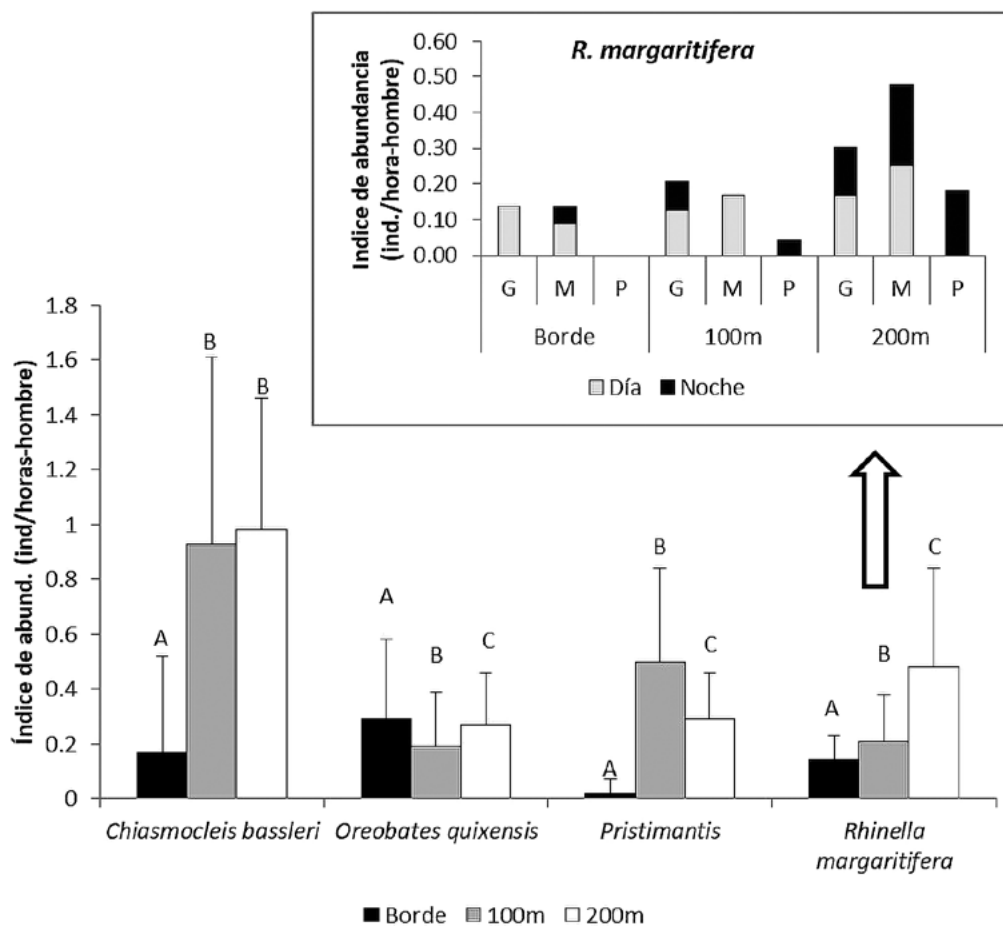 R. margaritifera
Indice de abundancia
(ind./hora-hombre)
0.60
0.50
0.40
0.30
0.20
0.10
0.00
G M P G M P G M P
Borde 100m 200m
Día Noche
Índice de abund. (ind/horas-hombre)
1.8
1.6
1.4
1.2
1
0.8
0.6
0.4
0.2
0
A B B
A B C
A B C
A B C
Chiasmocleis bassleri Oreobates quixensis Pristimantis Rhinella
margaritifera
Borde 100m 200m